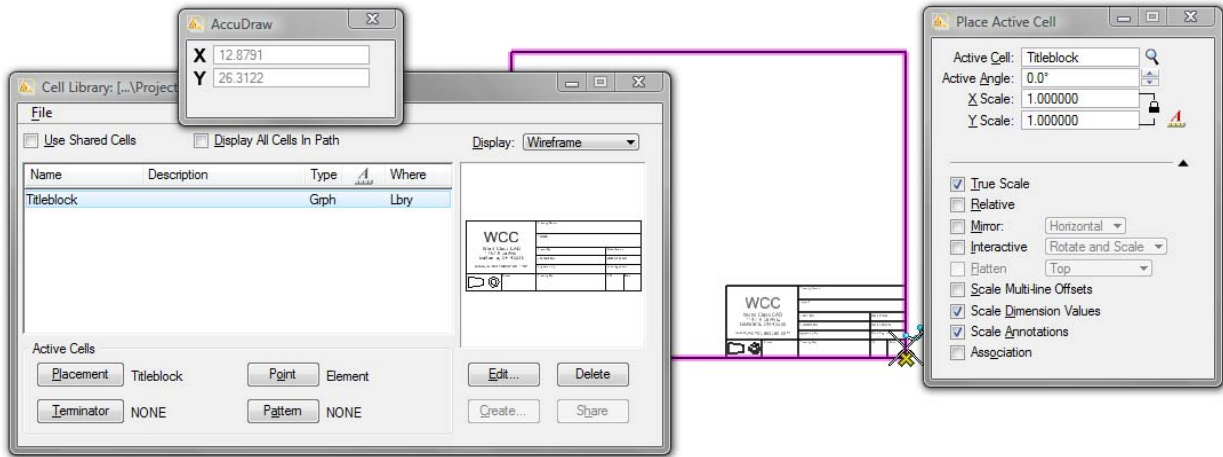 AccuDraw
X 12.8791
Y 26.3122
Cell Library: [...\Project
File
Use Shared Cells
Display All Cells In Path
Display: Wireframe
Name Description Type Where
Titleblock Grph Lbry
WCC
Active Cells
Placement Titleblock Point Element
Terminator NONE Pattern NONE
Edit... Delete
Create... Share
WCC
Place Active Cell
Active Cell: Titleblock
Active Angle: 0.0°
X Scale: 1.000000
Y Scale: 1.000000
True Scale
Relative
Mirror: Horizontal
Interactive Rotate and Scale
Flatten Top
Scale Multi-line Offsets
Scale Dimension Values
Scale Annotations
Association